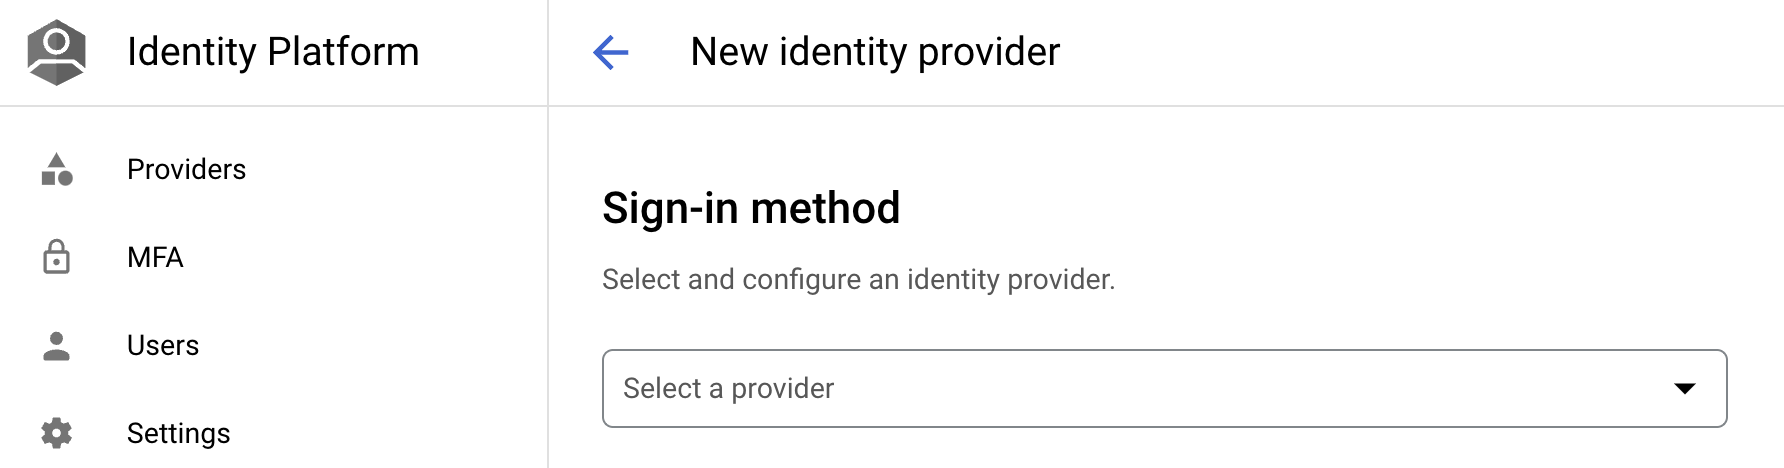 Identity Platform
New identity provider
Providers
MFA
Users
Settings
Sign-in method
Select and configure an identity provider.
Select a provider